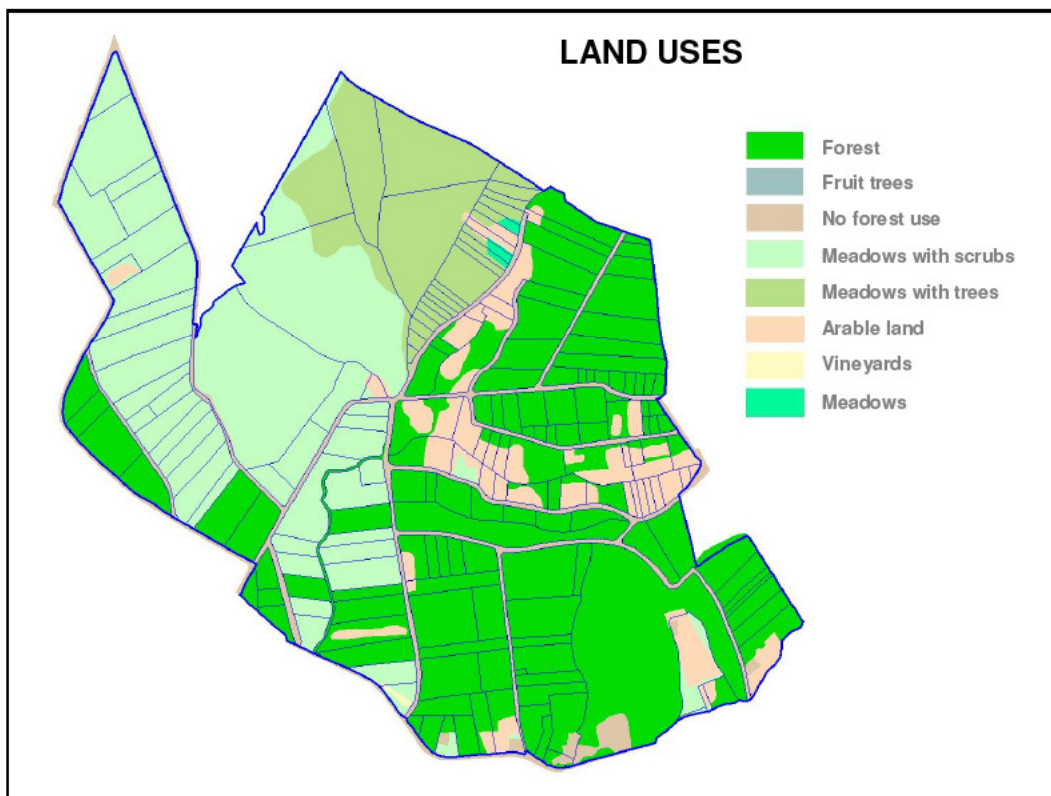 LAND USES
Forest
Fruit trees
No forest use
Meadows with scrubs
Meadows with trees
Arable land
Vineyards
Meadows